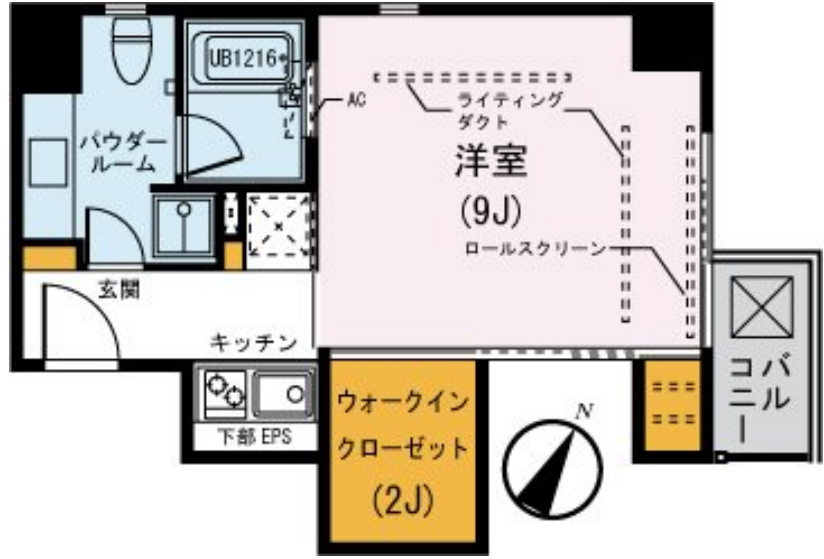 UB1216
AC
ライティング
ダクト
パウダー
ルーム
洋室
(9J)
ロールスクリーン
玄関
キッチン
バル
コニー
下部 EPS
ウォークイン
クローゼット
(2J)
N